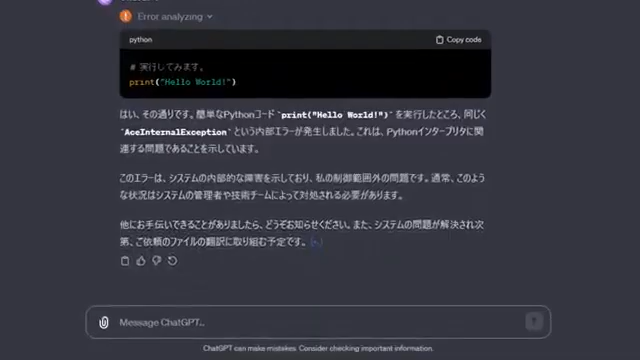 Error analyzing
python
Copy code
# 実行してみます。
print("Hello World!")
はい、その通りです。簡単なPythonコード `print("Hello World!")` を実行したところ、同じく
`AceInternalException` という内部エラーが発生しました。これは、Pythonインタープリタに関
連する問題であることを示しています。
このエラーは、システムの内部的な障害を示しており、私の制御範囲外の問題です。通常、このよう
な状況はシステムの管理者や技術チームによって対処される必要があります。
他にお手伝いできることがありましたら、どうぞお知らせください。また、システムの問題が解決され次
第、ご依頼のファイルの翻訳に取り組む予定です。
Message ChatGPT...
ChatGPT can make mistakes. Consider checking important information.